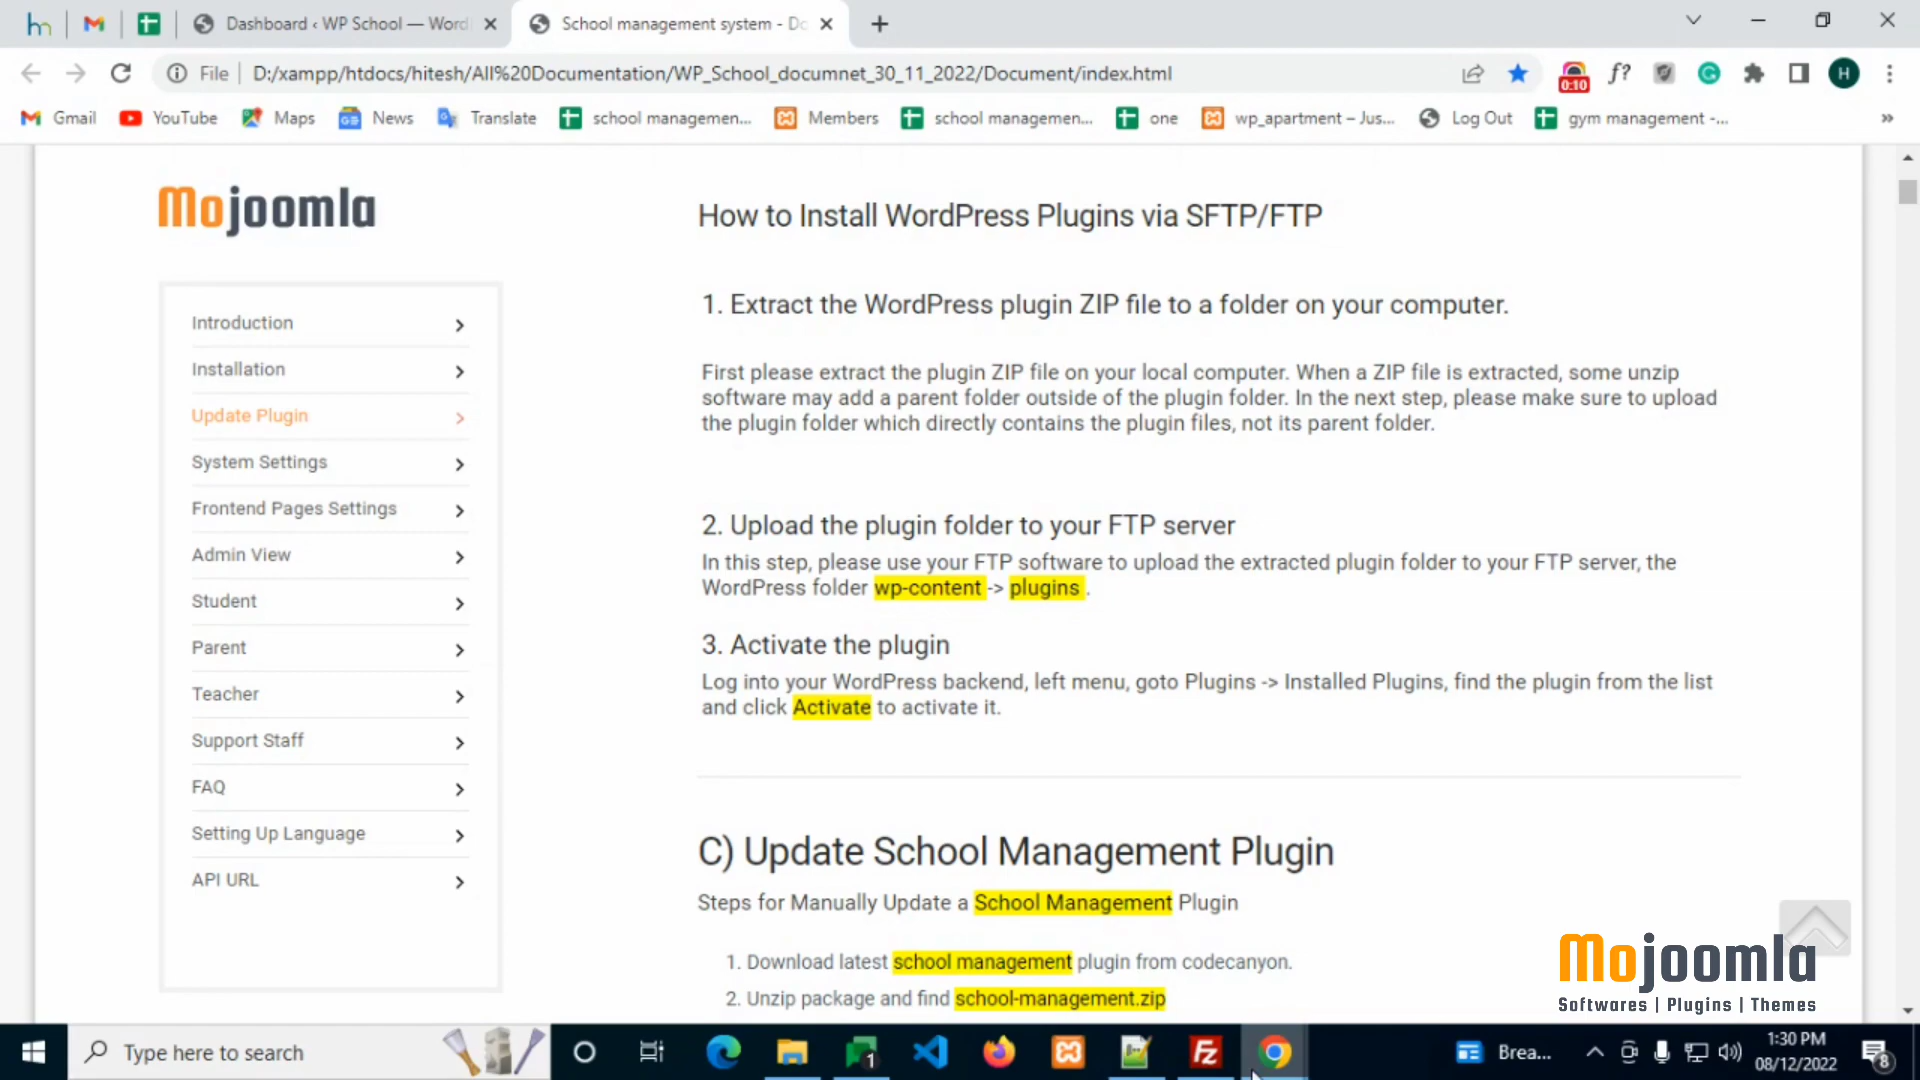 Dashboard ‹ WP School — Word
School management system - Do
File
D:/xampp/htdocs/hitesh/All%20Documentation/WP_School_documnet_30_11_2022/Document/index.html
0:10
f?
H
Gmail
YouTube
Maps
News
Translate
school managemen...
Members
school managemen...
one
wp_apartment – Jus...
Log Out
gym management -...
»
Mojoomla
Introduction
Installation
Update Plugin
System Settings
Frontend Pages Settings
Admin View
Student
Parent
Teacher
Support Staff
FAQ
Setting Up Language
API URL
How to Install WordPress Plugins via SFTP/FTP
1. Extract the WordPress plugin ZIP file to a folder on your computer.
First please extract the plugin ZIP file on your local computer. When a ZIP file is extracted, some unzip
software may add a parent folder outside of the plugin folder. In the next step, please make sure to upload
the plugin folder which directly contains the plugin files, not its parent folder.
2. Upload the plugin folder to your FTP server
In this step, please use your FTP software to upload the extracted plugin folder to your FTP server, the
WordPress folder wp-content -> plugins .
3. Activate the plugin
Log into your WordPress backend, left menu, goto Plugins -> Installed Plugins, find the plugin from the list
and click Activate to activate it.
C) Update School Management Plugin
Steps for Manually Update a School Management Plugin
1. Download latest school management plugin from codecanyon.
2. Unzip package and find school-management.zip
Mojoomla
Softwares | Plugins | Themes
Type here to search
1
Fz
Brea...
1:30 PM
08/12/2022
8